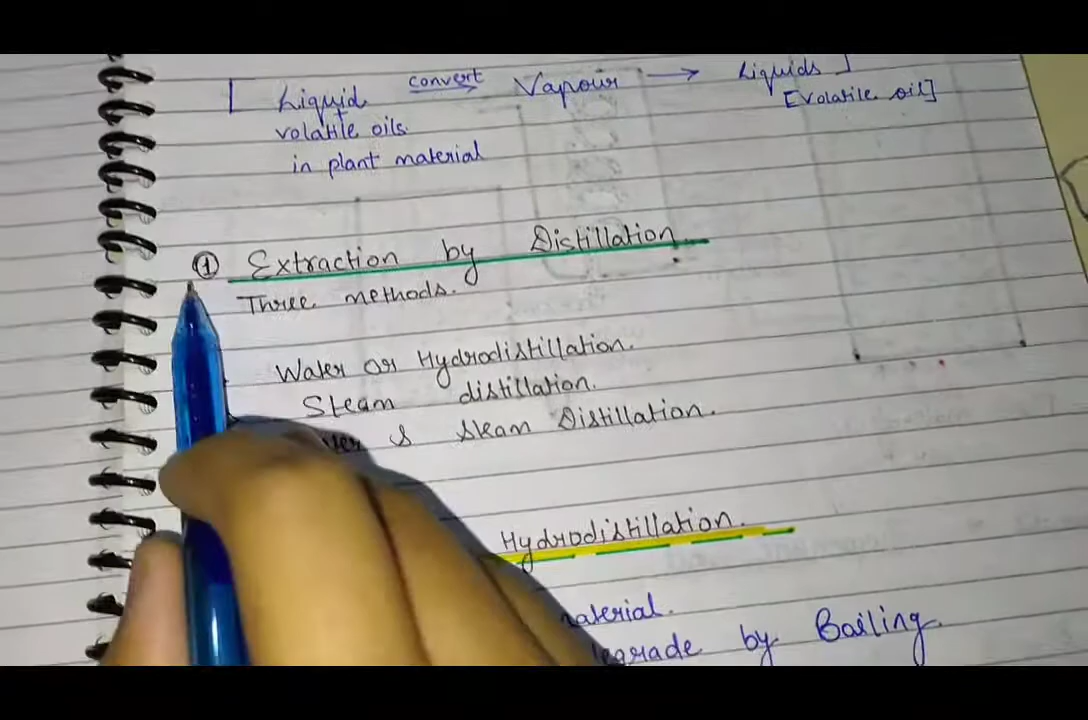 [ Liquid convert → Vapour → Liquids ]
volatile oils [Volatile oil]
in plant material
① Extraction by Distillation
Three methods.
Water or Hydrodistillation.
Steam distillation.
& Steam Distillation.
Hydrodistillation.
material.
by Bailing.